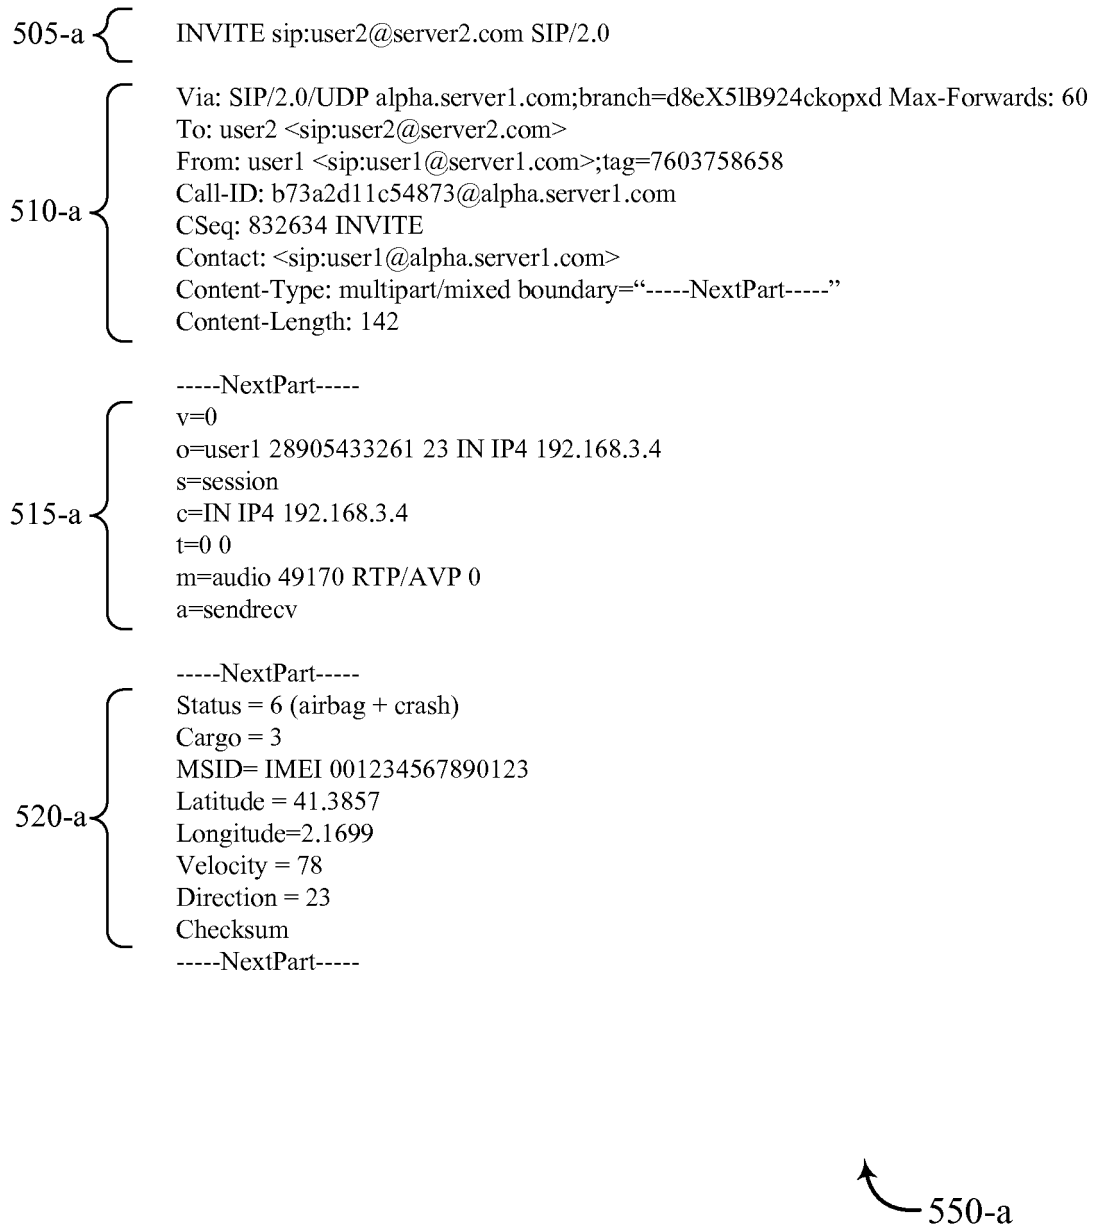 505-a
INVITE sip:user2@server2.com SIP/2.0
510-a
Via: SIP/2.0/UDP alpha.server1.com;branch=d8eX5lB924ckopxd Max-Forwards: 60
To: user2 <sip:user2@server2.com>
From: user1 <sip:user1@server1.com>;tag=7603758658
Call-ID: b73a2d11c54873@alpha.server1.com
CSeq: 832634 INVITE
Contact: <sip:user1@alpha.server1.com>
Content-Type: multipart/mixed boundary=“-----NextPart-----”
Content-Length: 142
-----NextPart-----
515-a
v=0
o=user1 28905433261 23 IN IP4 192.168.3.4
s=session
c=IN IP4 192.168.3.4
t=0 0
m=audio 49170 RTP/AVP 0
a=sendrecv
-----NextPart-----
520-a
Status = 6 (airbag + crash)
Cargo = 3
MSID= IMEI 001234567890123
Latitude = 41.3857
Longitude=2.1699
Velocity = 78
Direction = 23
Checksum
-----NextPart-----
550-a